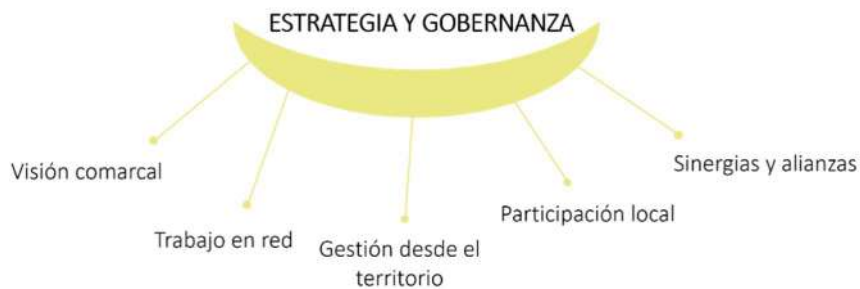 ESTRATEGIA Y GOBERNANZA
Visión comarcal
Trabajo en red
Gestión desde el
territorio
Participación local
Sinergias y alianzas